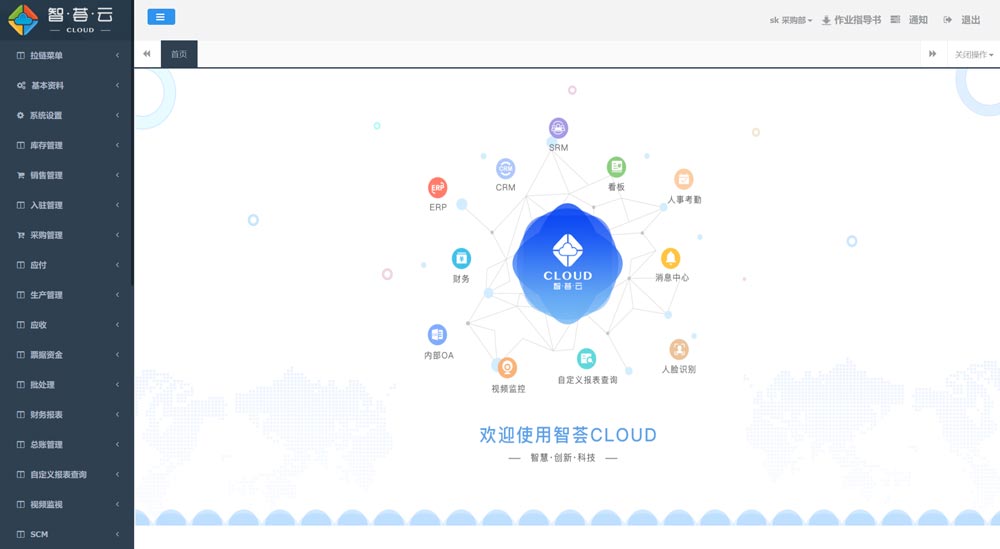 智·荟·云
CLOUD
sk 采购部
作业指导书
通知
退出
首页
关闭操作
拉链菜单
基本资料
系统设置
库存管理
销售管理
入驻管理
采购管理
应付
生产管理
应收
票据资金
批处理
财务报表
总账管理
自定义报表查询
视频监视
SCM
SRM
CRM
CRM
看板
ERP
ERP
人事考勤
CLOUD
智荟云
财务
消息中心
内部OA
视频监控
自定义报表查询
人脸识别
欢迎使用智荟CLOUD
智慧·创新·科技